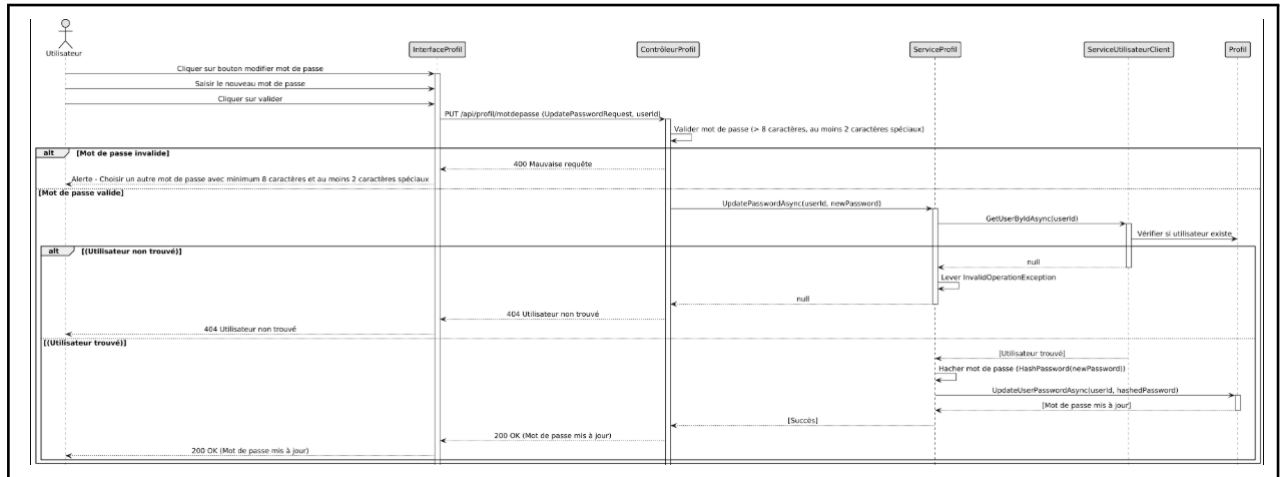 Utilisateur
InterfaceProfil
ContrôleurProfil
ServiceProfil
ServiceUtilisateurClient
Profil
Cliquer sur bouton modifier mot de passe
Saisir le nouveau mot de passe
Cliquer sur valider
PUT /api/profil/motdepasse (UpdatePasswordRequest, userId)
Valider mot de passe (> 8 caractères, au moins 2 caractères spéciaux)
alt [Mot de passe invalide]
400 Mauvaise requête
Alerte - Choisir un autre mot de passe avec minimum 8 caractères et au moins 2 caractères spéciaux
[Mot de passe valide]
UpdatePasswordAsync(userId, newPassword)
GetUserByIdAsync(userId)
Vérifier si utilisateur existe
alt [(Utilisateur non trouvé)]
null
Lever InvalidOperationException
null
404 Utilisateur non trouvé
404 Utilisateur non trouvé
[(Utilisateur trouvé)]
[Utilisateur trouvé]
Hacher mot de passe (HashPassword(newPassword))
UpdateUserPasswordAsync(userId, hashedPassword)
[Mot de passe mis à jour]
[Succès]
200 OK (Mot de passe mis à jour)
200 OK (Mot de passe mis à jour)